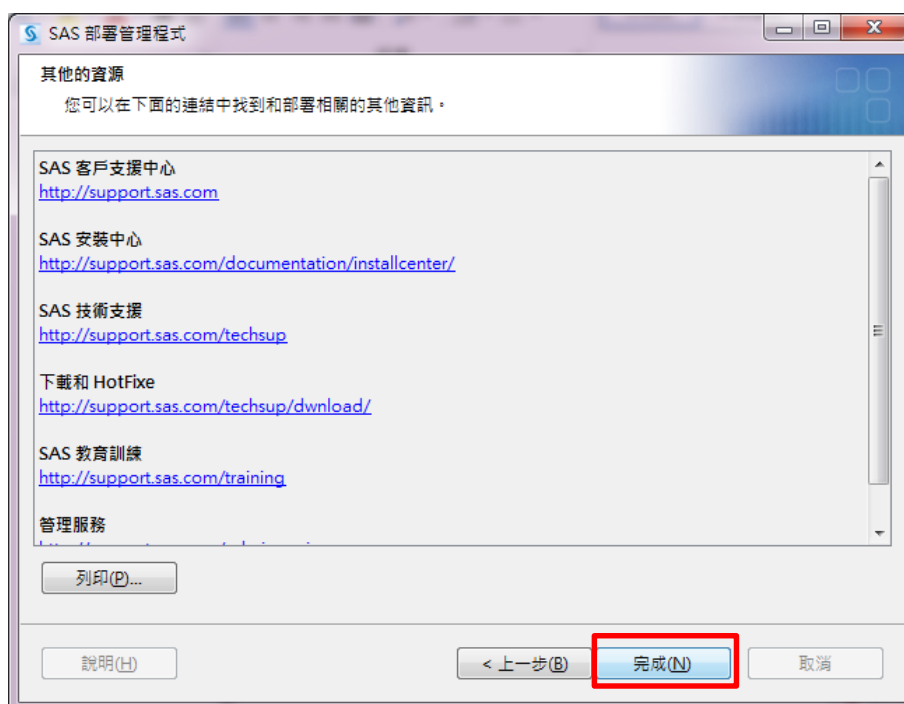 SAS 部署管理程式
其他的資源
您可以在下面的連結中找到和部署相關的其他資訊。
SAS 客戶支援中心
http://support.sas.com
SAS 安裝中心
http://support.sas.com/documentation/installcenter/
SAS 技術支援
http://support.sas.com/techsup
下載和 HotFixe
http://support.sas.com/techsup/dwnload/
SAS 教育訓練
http://support.sas.com/training
管理服務
列印(P)...
說明(H)
< 上一步(B)
完成(N)
取消